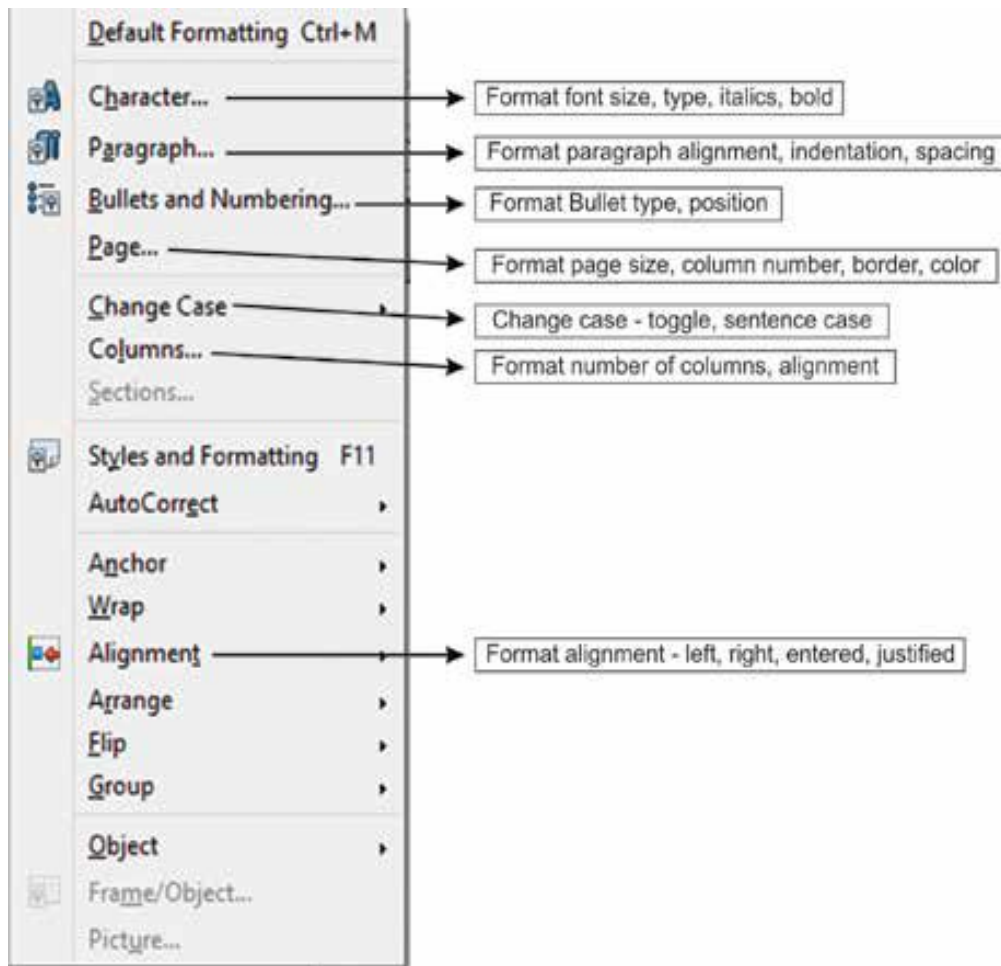 Default Formatting Ctrl+M
Character...
Format font size, type, italics, bold
Paragraph...
Format paragraph alignment, indentation, spacing
Bullets and Numbering...
Format Bullet type, position
Page...
Format page size, column number, border, color
Change Case
Change case - toggle, sentence case
Columns...
Format number of columns, alignment
Sections...
Styles and Formatting F11
AutoCorrect
Anchor
Wrap
Alignment
Format alignment - left, right, entered, justified
Arrange
Flip
Group
Object
Frame/Object...
Picture...